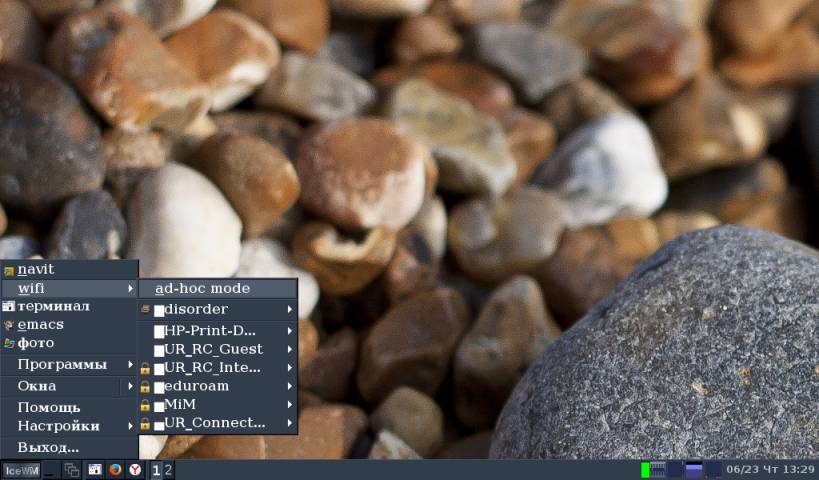 navit
wifi
терминал
emacs
фото
Программы
Окна
Помощь
Настройки
Выход...
ad-hoc mode
disorder
HP-Print-D...
UR_RC_Guest
UR_RC_Inte...
eduroam
MiM
UR_Connect...
IceWM
1 2
06/23 Чт 13:29